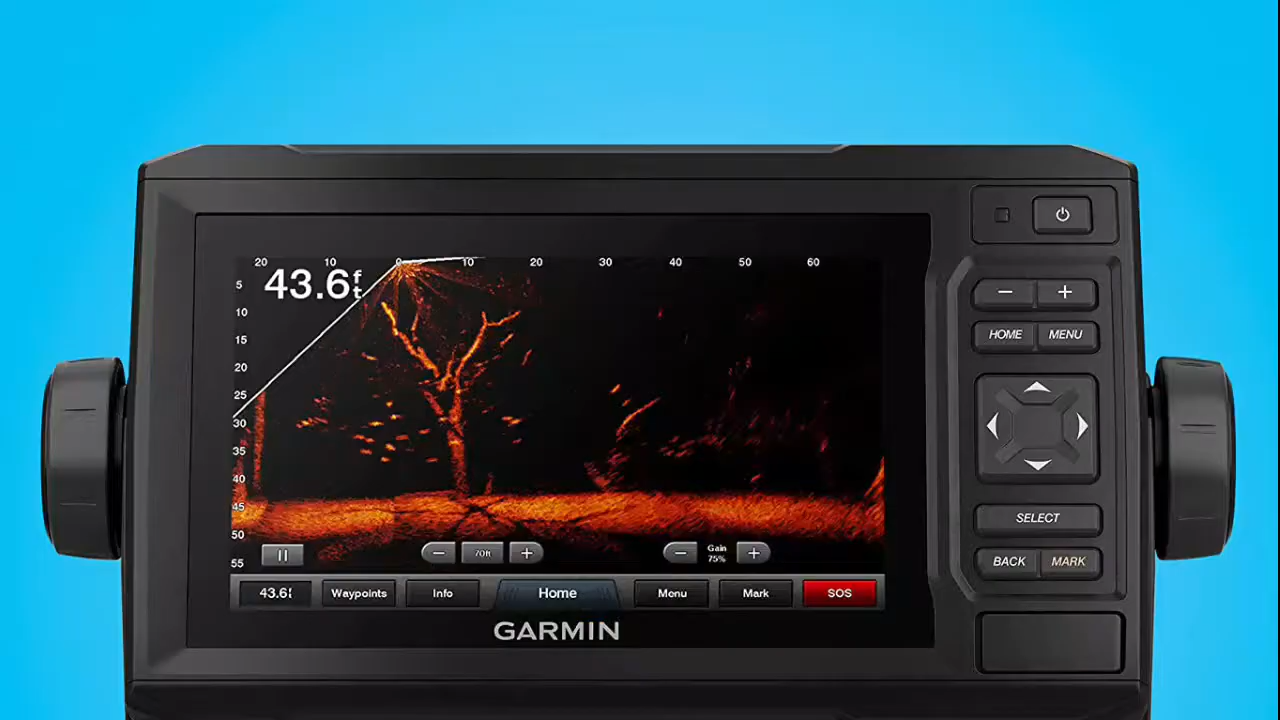 20 10 0 10 20 30 40 50 60
43.6 ft
5
10
15
20
25
30
35
40
45
50
55
70ft
Gain
75%
43.6f
Waypoints Info Home Menu Mark SOS
GARMIN
HOME MENU
SELECT
BACK MARK